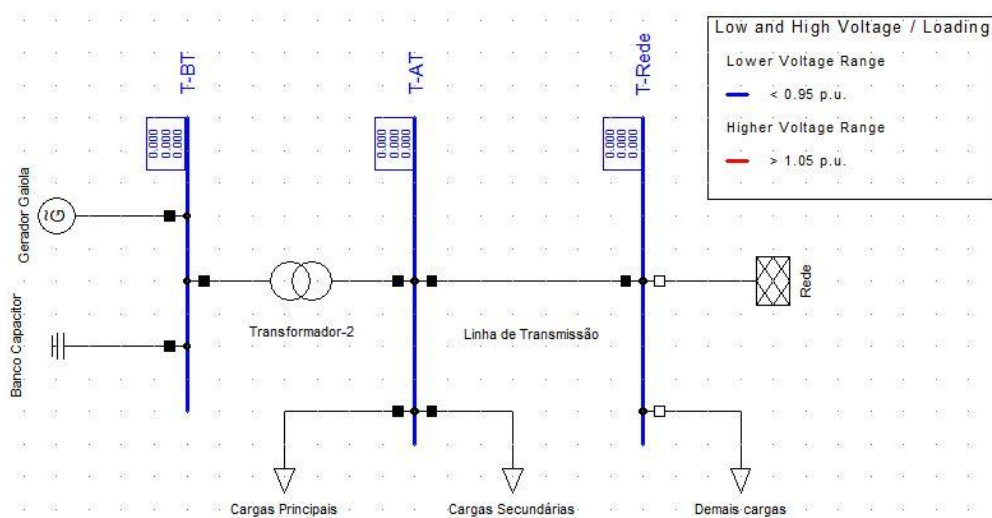 T-BT
T-AT
T-Rede
Low and High Voltage / Loading
Lower Voltage Range
< 0.95 p.u.
Higher Voltage Range
> 1.05 p.u.
0.000
0.000
0.000
0.000
0.000
0.000
0.000
0.000
0.000
Gerador Gaiola
~G
Rede
Transformador-2
Linha de Transmissão
Banco Capacitor
Cargas Principais
Cargas Secundárias
Demais cargas